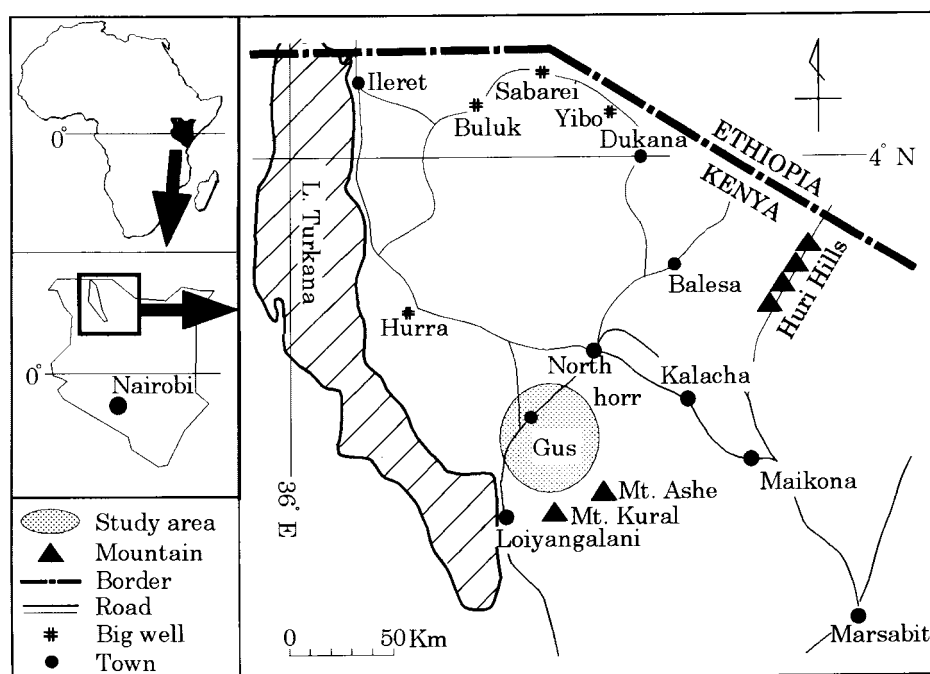 0°
0°
Nairobi
Study area
Mountain
Border
Road
Big well
Town
Ileret
Sabarei
Buluk
Yibo
Dukana
ETHIOPIA
KENYA
4° N
L. Turkana
Balesa
Huri Hills
Hurra
North
horr
Kalacha
Gus
Maikona
36° E
Mt. Ashe
Mt. Kural
Loiyangalani
Marsabit
0 50 Km